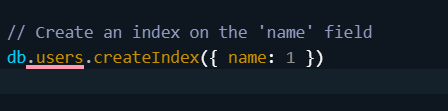 // Create an index on the 'name' field
db.users.createIndex({ name: 1 })